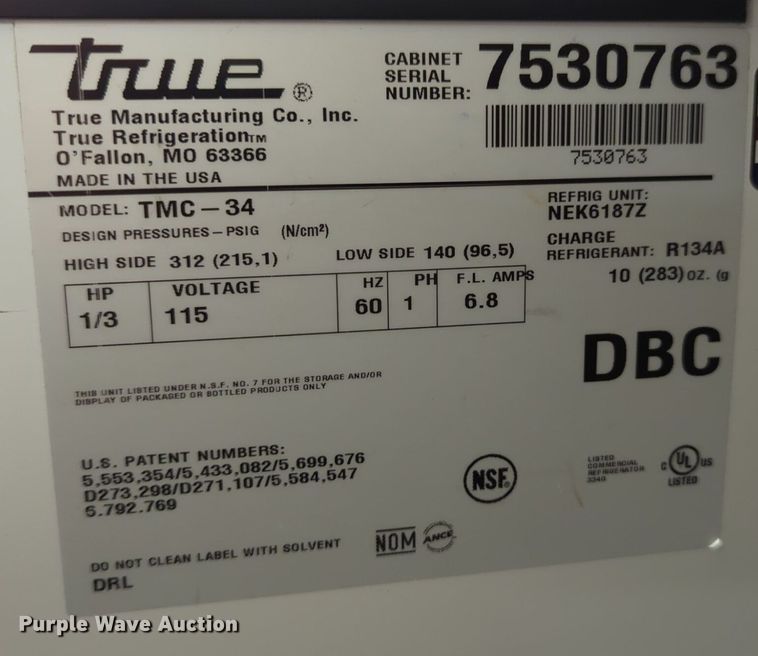 true®
True Manufacturing Co., Inc.
True Refrigeration™
O'Fallon, MO 63366
MADE IN THE USA
CABINET
SERIAL
NUMBER: 7530763
7530763
MODEL: TMC-34
DESIGN PRESSURES-PSIG (N/cm²)
HIGH SIDE 312 (215,1) LOW SIDE 140 (96,5)
REFRIG UNIT:
NEK6187Z
CHARGE
REFRIGERANT: R134A
10 (283) oz. (g
HP VOLTAGE HZ PH F.L. AMPS
1/3 115 60 1 6.8
DBC
THIS UNIT LISTED UNDER N.S.F. NO. 7 FOR THE STORAGE AND/OR
DISPLAY OF PACKAGED OR BOTTLED PRODUCTS ONLY
U.S. PATENT NUMBERS:
5,553,354/5,433,082/5,699,676
D273,298/D271,107/5,584,547
5.792.769
NSF®
LISTED
COMMERCIAL
REFRIGERATOR
3340
C UL US
LISTED
NOM ANCE
DO NOT CLEAN LABEL WITH SOLVENT
DRL
Purple Wave Auction